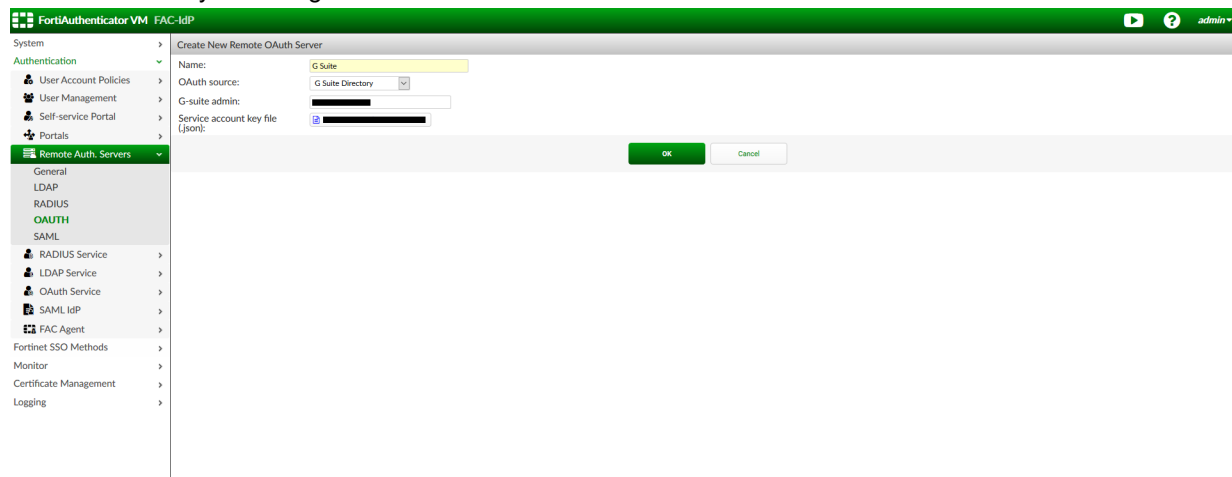 FortiAuthenticator VM FAC-IdP
admin
System
Authentication
User Account Policies
User Management
Self-service Portal
Portals
Remote Auth. Servers
General
LDAP
RADIUS
OAUTH
SAML
RADIUS Service
LDAP Service
OAuth Service
SAML IdP
FAC Agent
Fortinet SSO Methods
Monitor
Certificate Management
Logging
Create New Remote OAuth Server
Name: G Suite
OAuth source: G Suite Directory
G-suite admin:
Service account key file
(.json):
OK Cancel